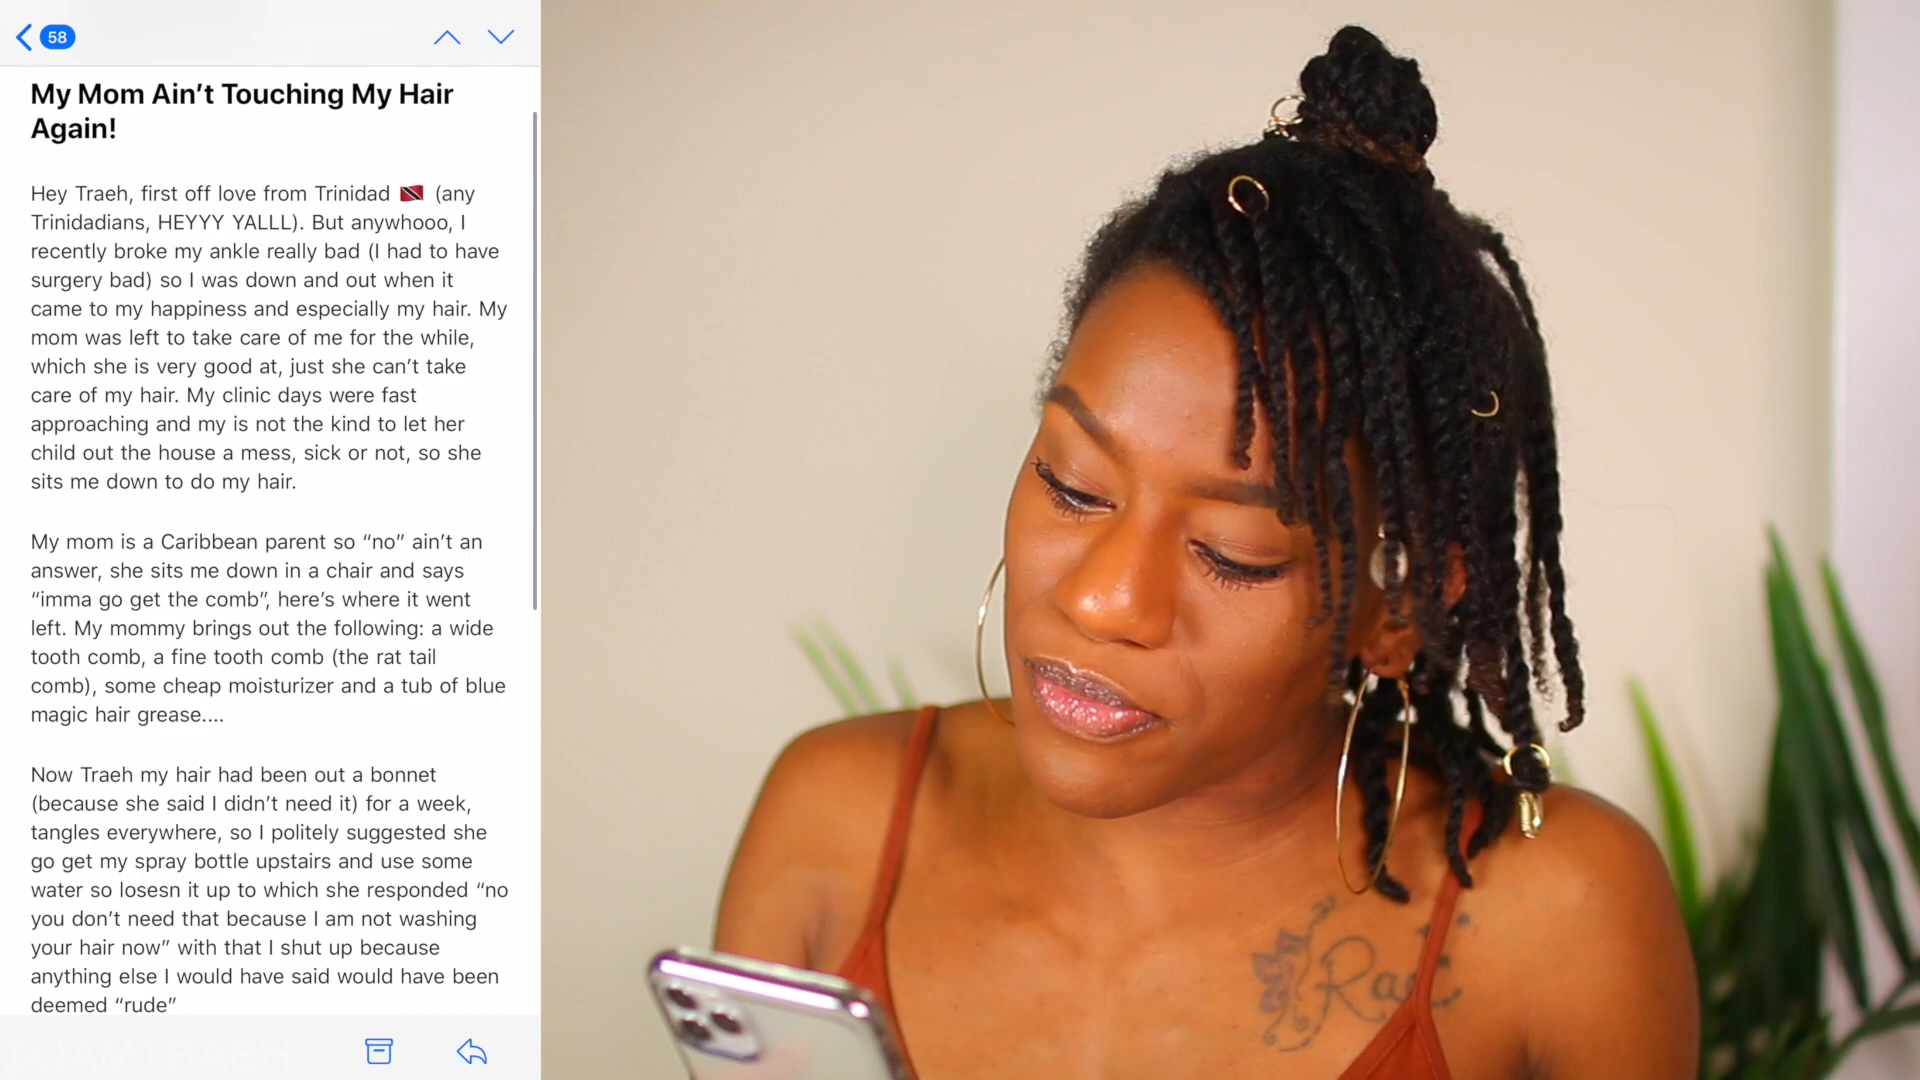 58
My Mom Ain’t Touching My Hair
Again!
Hey Traeh, first off love from Trinidad 🇹🇹 (any
Trinidadians, HEYYY YALLL). But anywhooo, I
recently broke my ankle really bad (I had to have
surgery bad) so I was down and out when it
came to my happiness and especially my hair. My
mom was left to take care of me for the while,
which she is very good at, just she can’t take
care of my hair. My clinic days were fast
approaching and my is not the kind to let her
child out the house a mess, sick or not, so she
sits me down to do my hair.
My mom is a Caribbean parent so “no” ain’t an
answer, she sits me down in a chair and says
“imma go get the comb”, here’s where it went
left. My mommy brings out the following: a wide
tooth comb, a fine tooth comb (the rat tail
comb), some cheap moisturizer and a tub of blue
magic hair grease....
Now Traeh my hair had been out a bonnet
(because she said I didn’t need it) for a week,
tangles everywhere, so I politely suggested she
go get my spray bottle upstairs and use some
water so losesn it up to which she responded “no
you don’t need that because I am not washing
your hair now” with that I shut up because
anything else I would have said would have been
deemed “rude”
@IAMTRAEH
Rae